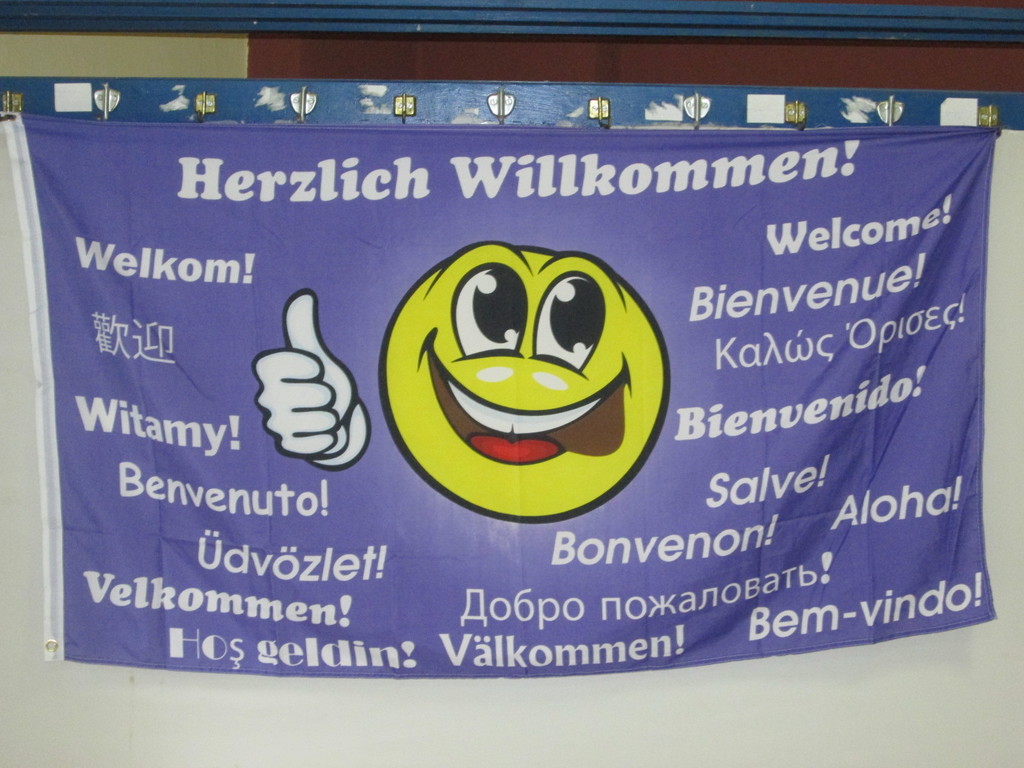 Herzlich Willkommen!
Welcome!
Welkom!
Bienvenue!
歡迎
Καλώς Όρισες!
Bienvenido!
Witamy!
Benvenuto!
Salve!
Aloha!
Üdvözlet!
Bonvenon!
Velkommen!
Добро пожаловать!
Bem-vindo!
Hoş geldin!
Välkommen!